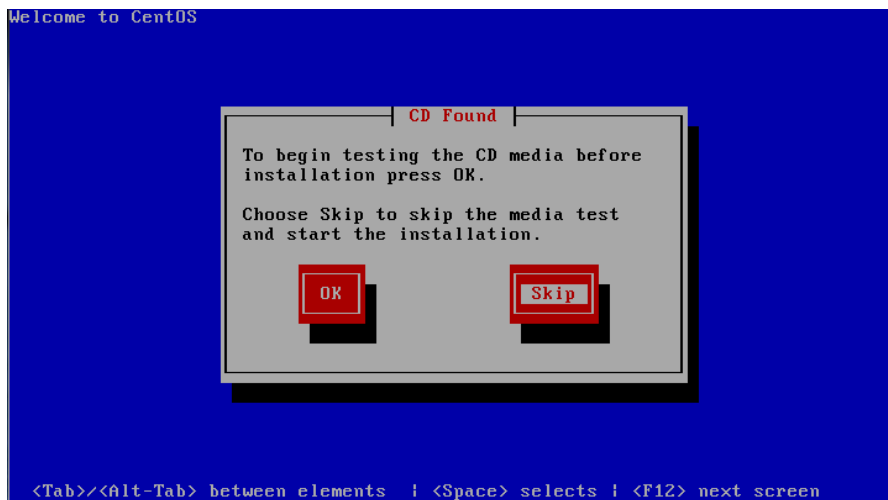 Welcome to CentOS
CD Found
To begin testing the CD media before
installation press OK.
Choose Skip to skip the media test
and start the installation.
OK Skip
<Tab>/<Alt-Tab> between elements | <Space> selects | <F12> next screen